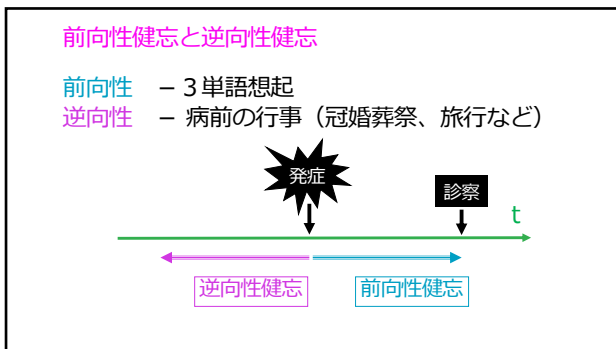 前向性健忘と逆向性健忘
前向性 − 3単語想起
逆向性 − 病前の行事（冠婚葬祭、旅行など）
発症
診察
t
逆向性健忘 前向性健忘